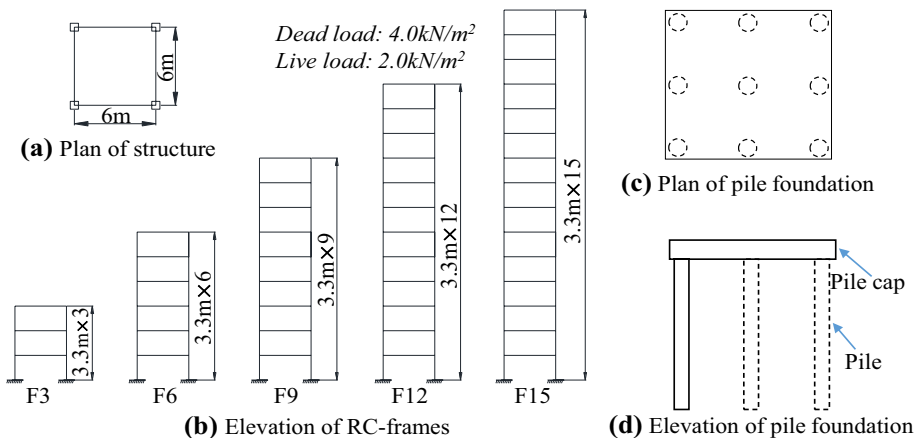 6m
6m
(a) Plan of structure
Dead load: 4.0kN/m²
Live load: 2.0kN/m²
3.3m×3
3.3m×6
3.3m×9
3.3m×12
3.3m×15
F3
F6
F9
F12
F15
(b) Elevation of RC-frames
(c) Plan of pile foundation
Pile cap
Pile
(d) Elevation of pile foundation